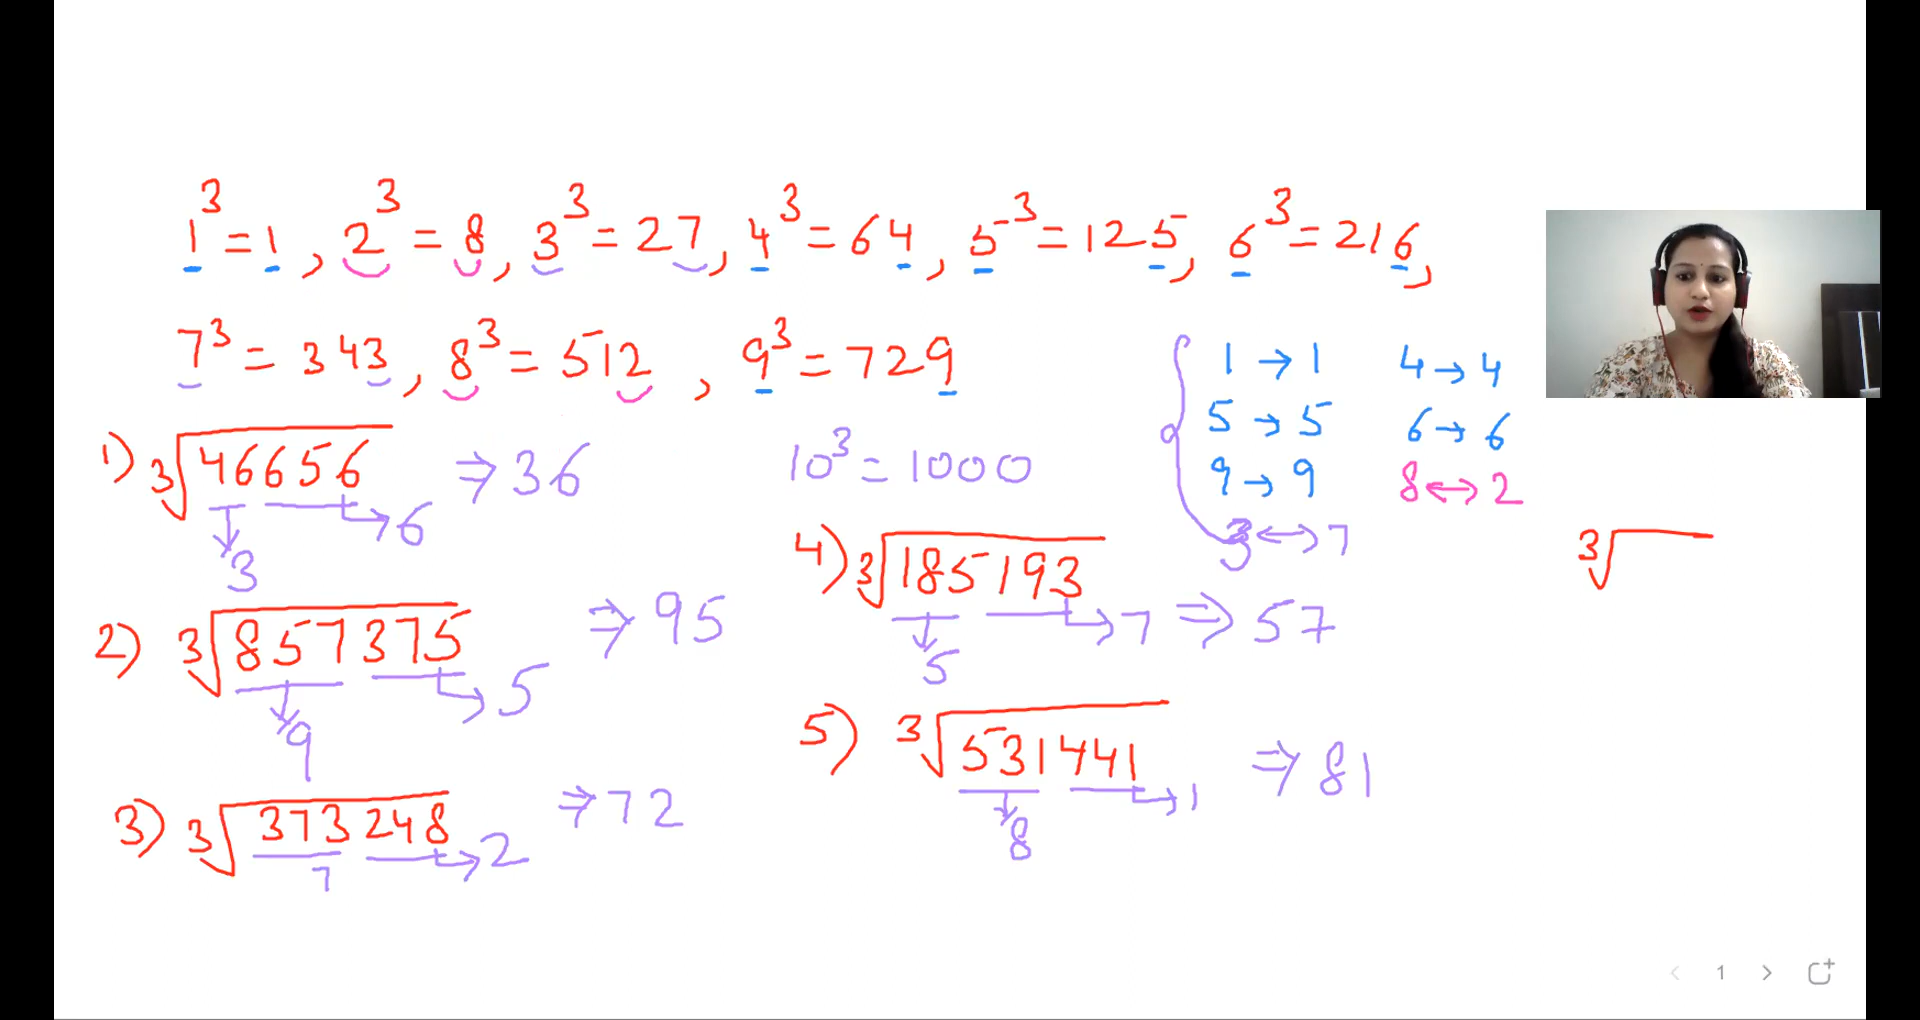 1³ = 1, 2³ = 8, 3³ = 27, 4³ = 64, 5³ = 125, 6³ = 216,
7³ = 343, 8³ = 512, 9³ = 729
1 → 1 4 → 4
5 → 5 6 → 6
9 → 9 8 ↔ 2
3 ↔ 7
10³ = 1000
1) ∛46656 ⇒ 36
→ 6
↓ 3
2) ∛857375 ⇒ 95
→ 5
↓ 9
3) ∛373248 ⇒ 72
→ 2
7
4) ∛185193
→ 7 ⇒ 57
↓ 5
5) ∛531441 ⇒ 81
→ 1
↓ 8
∛
< 1 >